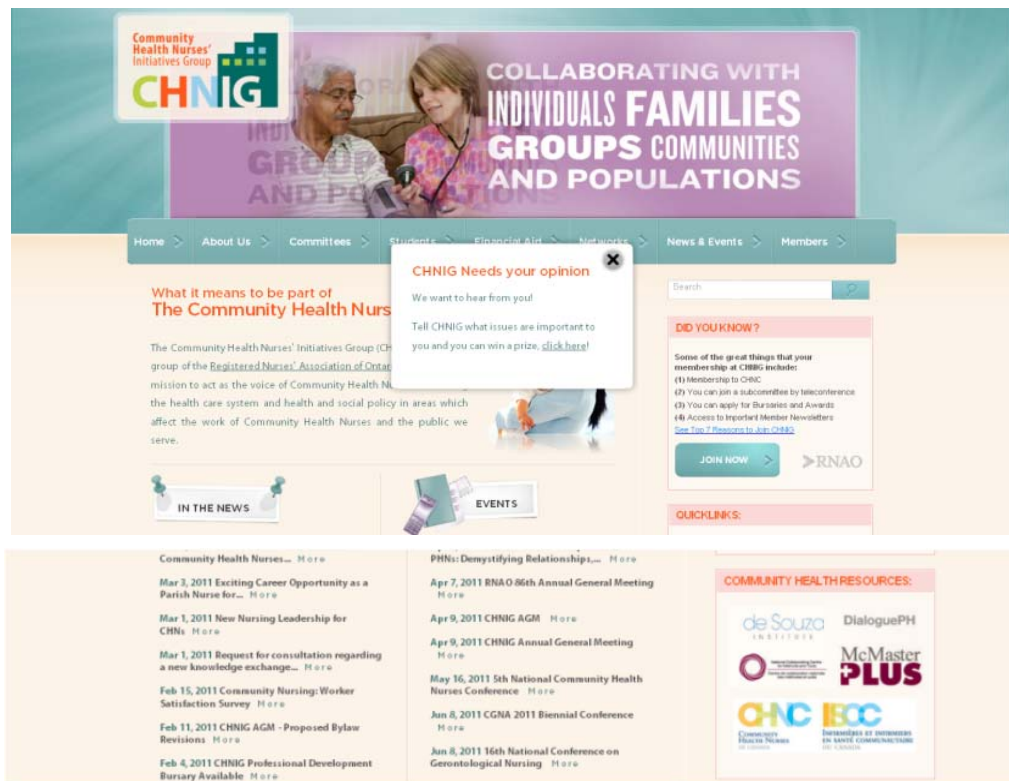 Community
Health Nurses'
Initiatives Group
CHNIG
COLLABORATING WITH
INDIVIDUALS FAMILIES
GROUPS COMMUNITIES
AND POPULATIONS
Home
About Us
Committees
Students
Financial Aid
Networks
News & Events
Members
CHNIG Needs your opinion
We want to hear from you!
Tell CHNIG what issues are important to
you and you can win a prize, click here!
What it means to be part of
The Community Health Nurs
The Community Health Nurses' Initiatives Group (CH
group of the Registered Nurses' Association of Ontar
mission to act as the voice of Community Health N
the health care system and health and social policy in areas which
affect the work of Community Health Nurses and the public we
serve.
IN THE NEWS
EVENTS
Search
DID YOU KNOW?
Some of the great things that your
membership at CHNIG include:
(1) Membership to CHNC
(2) You can join a subcommittee by teleconference
(3) You can apply for Bursaries and Awards
(4) Access to Important Member Newsletters
See Top 7 Reasons to Join CHNIG
JOIN NOW
RNAO
QUICKLINKS:
Community Health Nurses... More
Mar 3, 2011 Exciting Career Opportunity as a
Parish Nurse for... More
Mar 1, 2011 New Nursing Leadership for
CHNs More
Mar 1, 2011 Request for consultation regarding
a new knowledge exchange... More
Feb 15, 2011 Community Nursing: Worker
Satisfaction Survey More
Feb 11, 2011 CHNIG AGM - Proposed Bylaw
Revisions More
Feb 4, 2011 CHNIG Professional Development
Bursary Available More
PHNs: Demystifying Relationships,... More
Apr 7, 2011 RNAO 86th Annual General Meeting
More
Apr 9, 2011 CHNIG AGM More
Apr 9, 2011 CHNIG Annual General Meeting
More
May 16, 2011 5th National Community Health
Nurses Conference More
Jun 8, 2011 CGNA 2011 Biennial Conference
More
Jun 8, 2011 16th National Conference on
Gerontological Nursing More
COMMUNITY HEALTH RESOURCES:
de Souza
INSTITUTE
DialoguePH
McMaster
PLUS
CHNC
COMMUNITY
HEALTH NURSES
OF CANADA
IISCC
INFIRMIÈRES ET INFIRMIERS
EN SANTÉ COMMUNAUTAIRE
DU CANADA